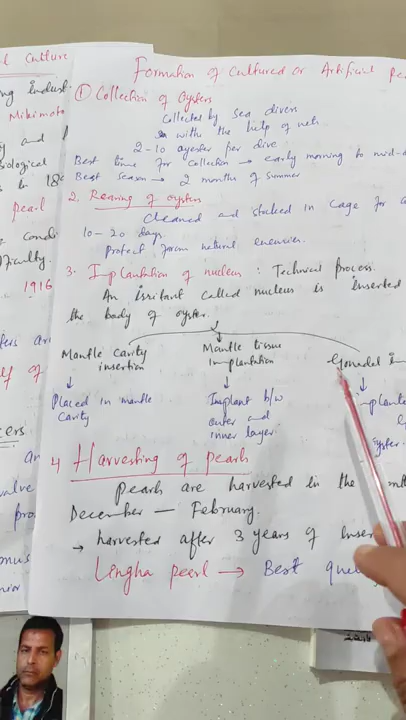 Culture
Mikimoto
biological
pearl
1916
Formation of Cultured or Artificial
① Collection of Oysters
Collected by sea divers
with the help of nets
2-10 oyester per dive
Best time for collection → early morning to mid-d
Best season → 2 months of summer
2. Rearing of oysters
Cleaned and stacked in cage for
10-20 days.
Protect from natural enemies.
3. Implantation of nucleus : Technical Process.
An irritant called nucleus is Inserted
the body of oyster.
Mantle cavity insertion
↓
Placed in mantle cavity
Mantle tissue Implantation
↓
Implant b/w outer and inner layer.
Gonadal
↓
4 Harvesting of pearls
Pearls are harvested in the
December — February.
→ harvested after 3 years of
Lingha pearl → Best